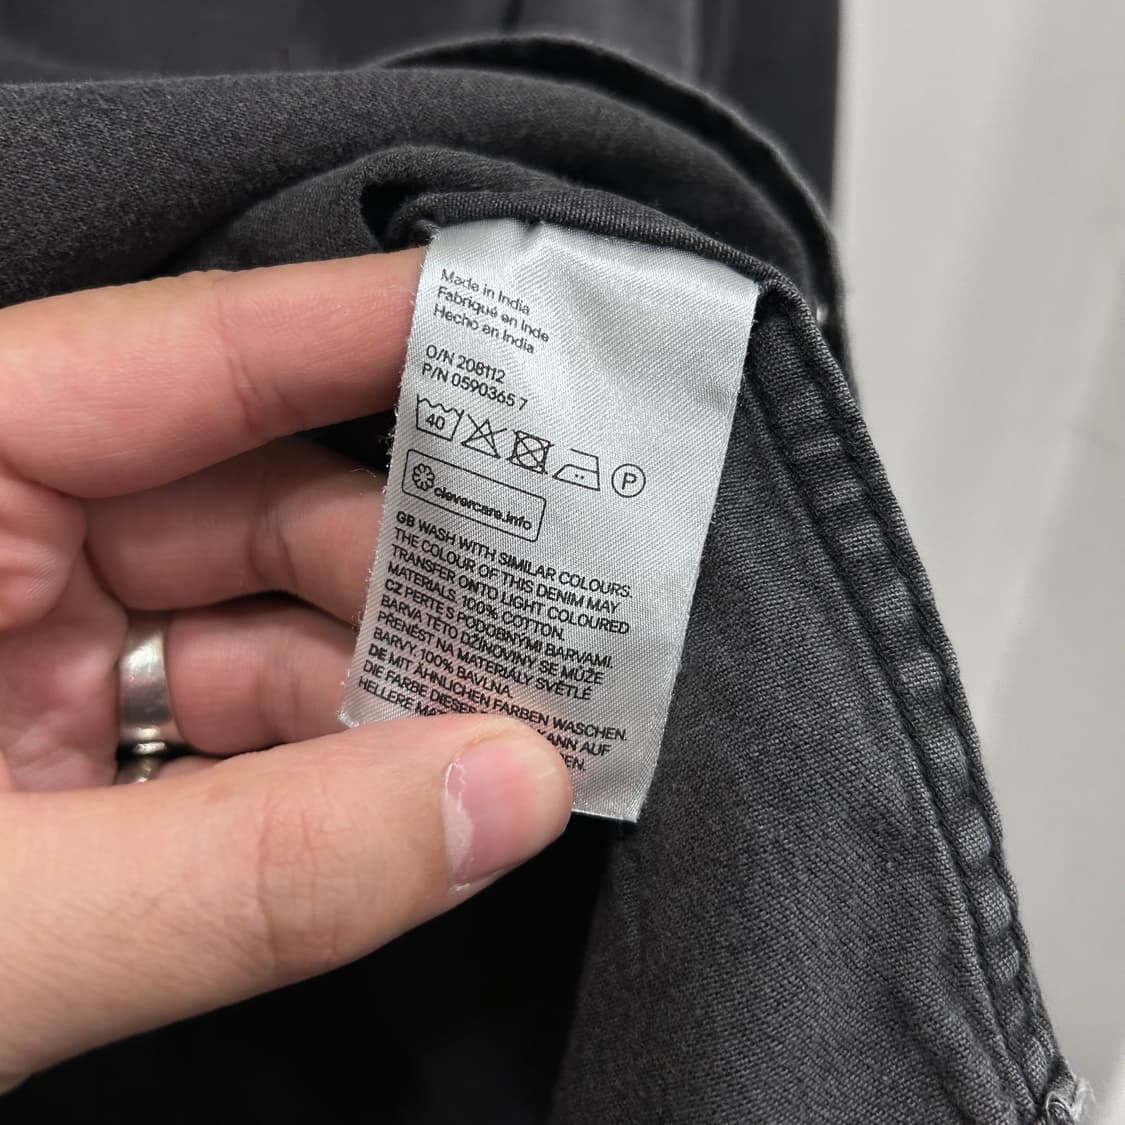 Made in India
Fabriqué en Inde
Hecho en India
O/N 208112
P/N 0590365 7
40
P
clevercare.info
GB WASH WITH SIMILAR COLOURS.
THE COLOUR OF THIS DENIM MAY
TRANSFER ONTO LIGHT COLOURED
MATERIALS. 100% COTTON.
CZ PERTE S PODOBNÝMI BARVAMI.
BARVA TÉTO DŽÍNOVINY SE MŮŽE
PŘENÉST NA MATERIÁLY SVĚTLÉ
BARVY. 100% BAVLNA.
DE MIT ÄHNLICHEN FARBEN WASCHEN.
DIE FARBE DIESES KANN AUF
HELLERE